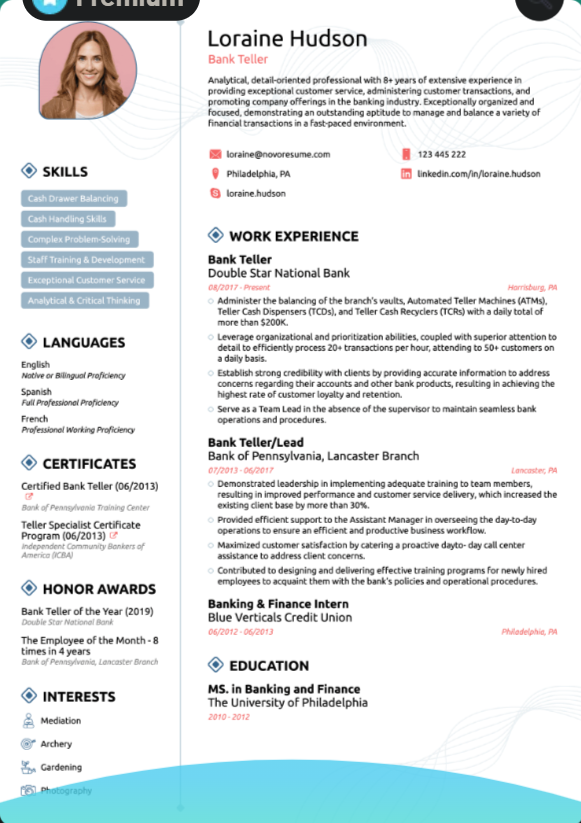 Premium
Loraine Hudson
Bank Teller
Analytical, detail-oriented professional with 8+ years of extensive experience in
providing exceptional customer service, administering customer transactions, and
promoting company offerings in the banking industry. Exceptionally organized and
focused, demonstrating an outstanding aptitude to manage and balance a variety of
financial transactions in a fast-paced environment.
loraine@novoresume.com
123 445 222
Philadelphia, PA
linkedin.com/in/loraine.hudson
loraine.hudson
SKILLS
Cash Drawer Balancing
Cash Handling Skills
Complex Problem-Solving
Staff Training & Development
Exceptional Customer Service
Analytical & Critical Thinking
LANGUAGES
English
Native or Bilingual Proficiency
Spanish
Full Professional Proficiency
French
Professional Working Proficiency
CERTIFICATES
Certified Bank Teller (06/2013)
Bank of Pennsylvania Training Center
Teller Specialist Certificate
Program (06/2013)
Independent Community Bankers of
America (ICBA)
HONOR AWARDS
Bank Teller of the Year (2019)
Double Star National Bank
The Employee of the Month - 8
times in 4 years
Bank of Pennsylvania, Lancaster Branch
INTERESTS
Mediation
Archery
Gardening
Photography
WORK EXPERIENCE
Bank Teller
Double Star National Bank
08/2017 - Present
Harrisburg, PA
Administer the balancing of the branch's vaults, Automated Teller Machines (ATMs),
Teller Cash Dispensers (TCDs), and Teller Cash Recyclers (TCRs) with a daily total of
more than $200K.
Leverage organizational and prioritization abilities, coupled with superior attention to
detail to efficiently process 20+ transactions per hour, attending to 50+ customers on
a daily basis.
Establish strong credibility with clients by providing accurate information to address
concerns regarding their accounts and other bank products, resulting in achieving the
highest rate of customer loyalty and retention.
Serve as a Team Lead in the absence of the supervisor to maintain seamless bank
operations and procedures.
Bank Teller/Lead
Bank of Pennsylvania, Lancaster Branch
07/2013 - 06/2017
Lancaster, PA
Demonstrated leadership in implementing adequate training to team members,
resulting in improved performance and customer service delivery, which increased the
existing client base by more than 30%.
Provided efficient support to the Assistant Manager in overseeing the day-to-day
operations to ensure an efficient and productive business workflow.
Maximized customer satisfaction by catering a proactive dayto- day call center
assistance to address client concerns.
Contributed to designing and delivering effective training programs for newly hired
employees to acquaint them with the bank's policies and operational procedures.
Banking & Finance Intern
Blue Verticals Credit Union
06/2012 - 06/2013
Philadelphia, PA
EDUCATION
MS. in Banking and Finance
The University of Philadelphia
2010 - 2012